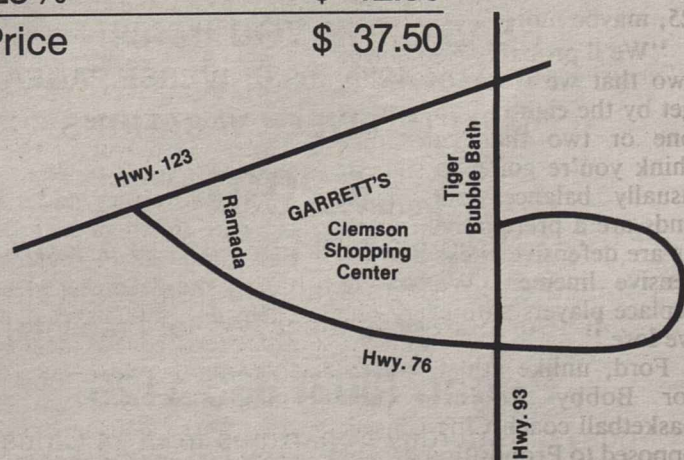 Price $ 37.50
Hwy. 123
Ramada
GARRETT'S
Clemson
Shopping
Center
Tiger
Bubble Bath
Hwy. 76
Hwy. 93